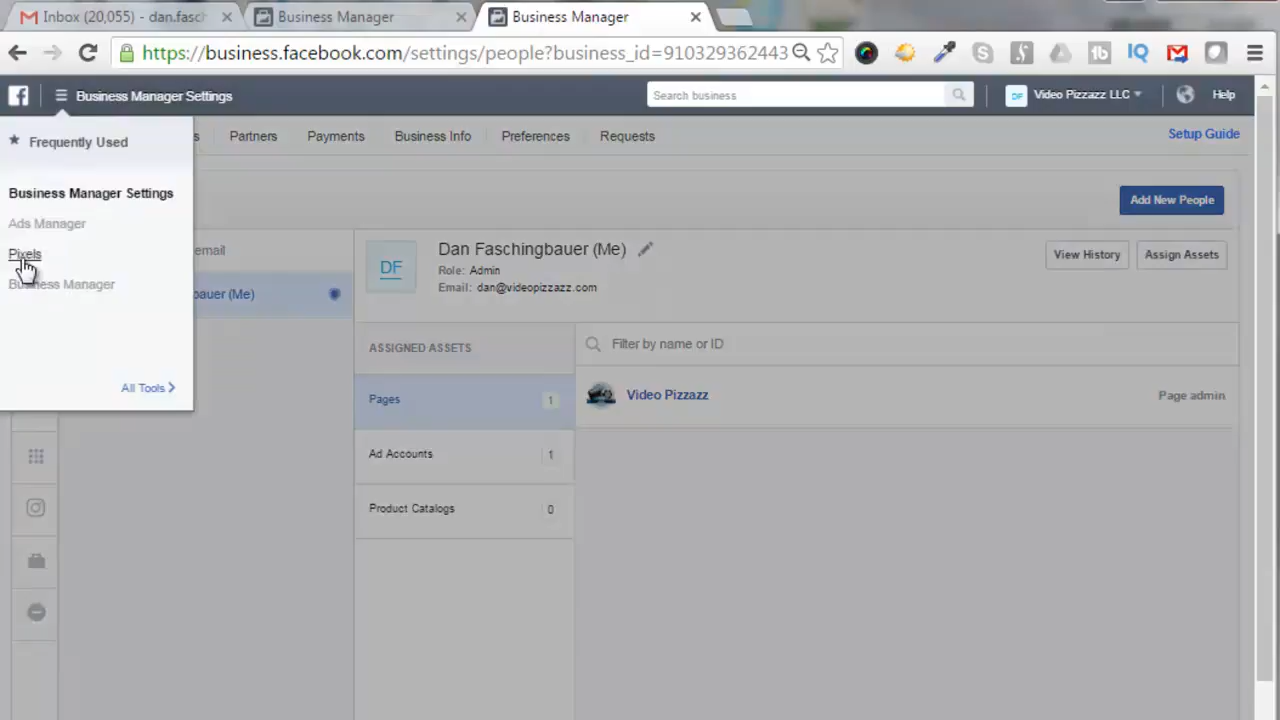 Inbox (20,055) - dan.fasch
Business Manager
Business Manager
https://business.facebook.com/settings/people?business_id=910329362443
Business Manager Settings
Search business
DF
Video Pizzazz LLC
Help
Frequently Used
s
Partners
Payments
Business Info
Preferences
Requests
Setup Guide
Business Manager Settings
Ads Manager
Pixels
Business Manager
All Tools
Add New People
email
bauer (Me)
DF
Dan Faschingbauer (Me)
Role: Admin
Email: dan@videopizzazz.com
View History
Assign Assets
ASSIGNED ASSETS
Filter by name or ID
Pages 1
Video Pizzazz
Page admin
Ad Accounts 1
Product Catalogs 0